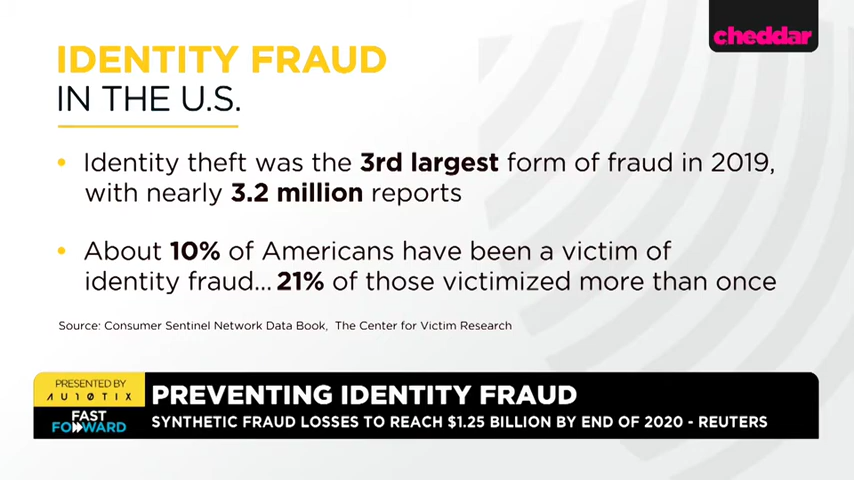 cheddar
IDENTITY FRAUD
IN THE U.S.
• Identity theft was the 3rd largest form of fraud in 2019,
with nearly 3.2 million reports
• About 10% of Americans have been a victim of
identity fraud... 21% of those victimized more than once
Source: Consumer Sentinel Network Data Book, The Center for Victim Research
PRESENTED BY
AU10TIX
FAST
FORWARD
PREVENTING IDENTITY FRAUD
SYNTHETIC FRAUD LOSSES TO REACH $1.25 BILLION BY END OF 2020 - REUTERS